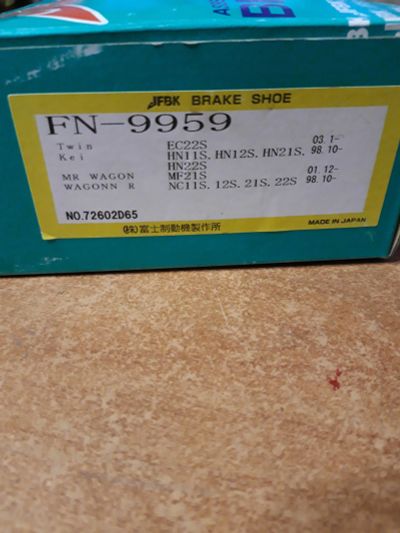 JFBK BRAKE SHOE
FN-9959
Twin EC22S 03.1-
Kei HN11S. HN12S. HN21S. 98.10-
HN22S
MR WAGON MF21S 01.12-
WAGONN R NC11S. 12S. 21S. 22S 98.10-
NO.72602D65
MADE IN JAPAN
㈱富士制動機製作所